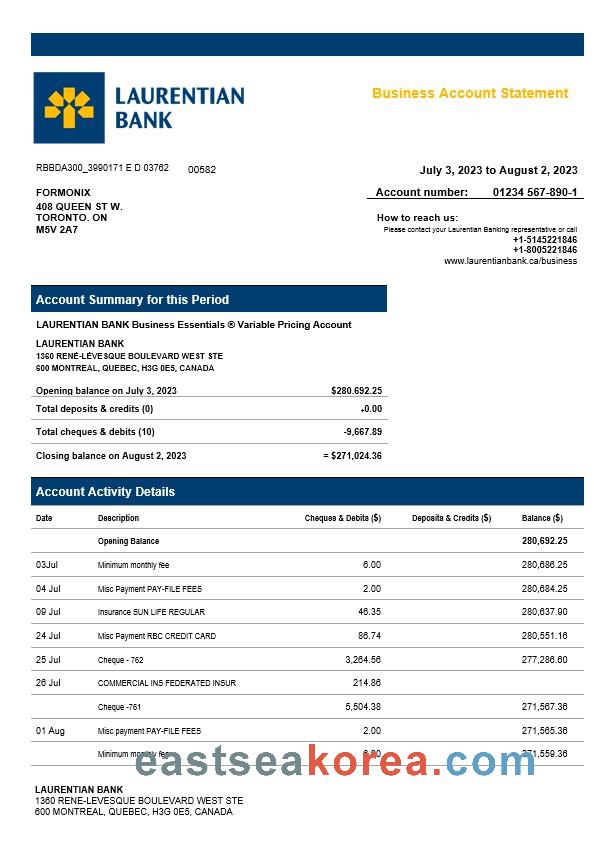 LAURENTIAN
BANK
Business Account Statement
RBBDA300_3990171 E D 03762 00582
July 3, 2023 to August 2, 2023
FORMONIX
408 QUEEN ST W.
TORONTO. ON
M5V 2A7
Account number: 01234 567-890-1
How to reach us:
Please contact your Laurentian Banking representative or call
+1-5145221846
+1-8005221846
www.laurentianbank.ca/business
Account Summary for this Period
LAURENTIAN BANK Business Essentials ® Variable Pricing Account
LAURENTIAN BANK
1360 RENÉ-LÉVESQUE BOULEVARD WEST STE
600 MONTREAL, QUEBEC, H3G 0E5, CANADA
Opening balance on July 3, 2023 $280.692.25
Total deposits & credits (0) +0.00
Total cheques & debits (10) -9,667.89
Closing balance on August 2, 2023 = $271,024.36
Account Activity Details
Date Description Cheques & Debits ($) Deposits & Credits ($) Balance ($)
Opening Balance 280,692.25
03Jul Minimum monthly fee 6.00 280,686.25
04 Jul Misc Payment PAY-FILE FEES 2.00 280,684.25
09 Jul Insurance SUN LIFE REGULAR 46.35 280,637.90
24 Jul Misc Payment RBC CREDIT CARD 86.74 280,551.16
25 Jul Cheque - 762 3,264.56 277,286.60
26 Jul COMMERCIAL INS FEDERATED INSUR 214.86
Cheque -761 5,504.38 271,567.36
01 Aug Misc payment PAY-FILE FEES 2.00 271,565.36
Minimum monthly fee 6.00 271,559.36
eastseakorea.com
LAURENTIAN BANK
1360 RENE-LEVESQUE BOULEVARD WEST STE
600 MONTREAL, QUEBEC, H3G 0E5, CANADA